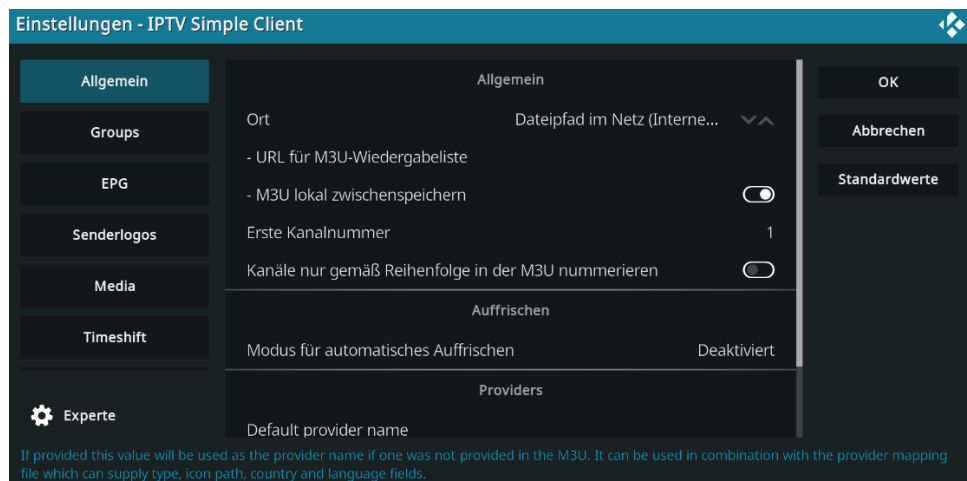 Einstellungen - IPTV Simple Client
Allgemein
Groups
EPG
Senderlogos
Media
Timeshift
Experte
Allgemein
Ort Dateipfad im Netz (Interne...
- URL für M3U-Wiedergabeliste
- M3U lokal zwischenspeichern
Erste Kanalnummer 1
Kanäle nur gemäß Reihenfolge in der M3U nummerieren
Auffrischen
Modus für automatisches Auffrischen Deaktiviert
Providers
Default provider name
OK
Abbrechen
Standardwerte
If provided this value will be used as the provider name if one was not provided in the M3U. It can be used in combination with the provider mapping
file which can supply type, icon path, country and language fields.